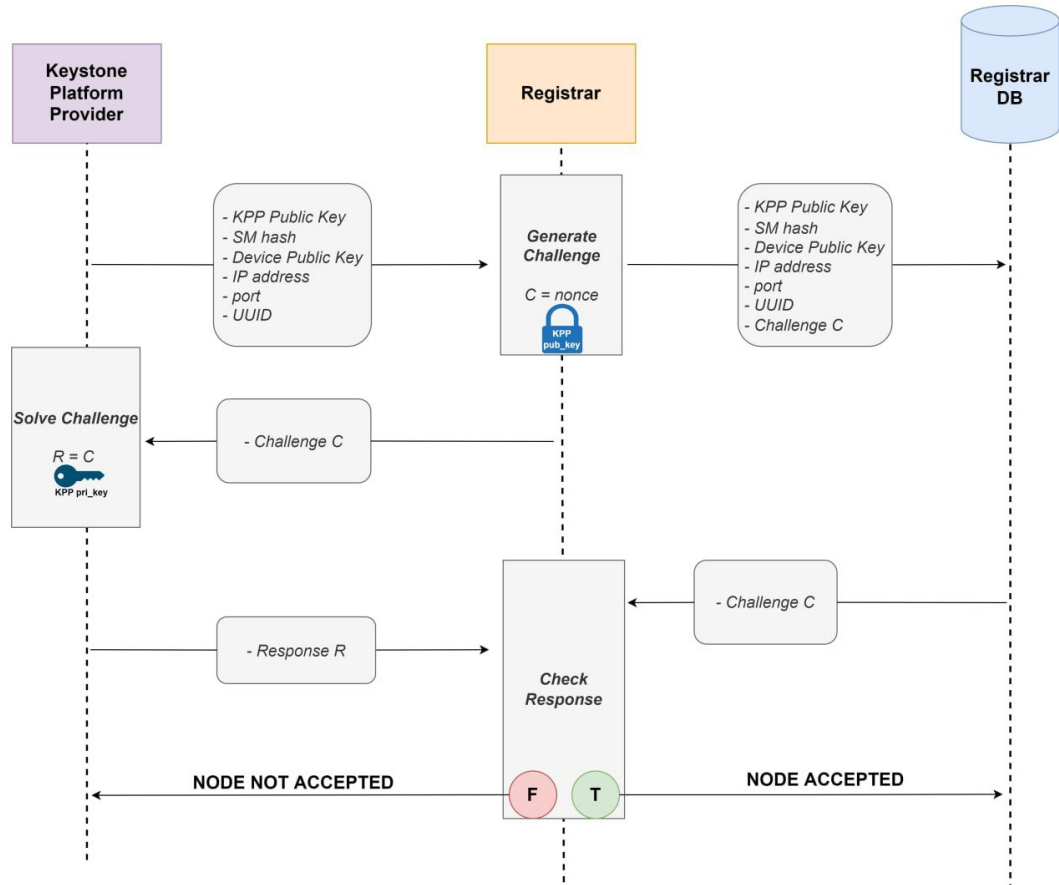 Keystone
Platform
Provider
Registrar
Registrar
DB
- KPP Public Key
- SM hash
- Device Public Key
- IP address
- port
- UUID
Generate
Challenge
C = nonce
KPP
pub_key
- KPP Public Key
- SM hash
- Device Public Key
- IP address
- port
- UUID
- Challenge C
Solve Challenge
R = C
KPP pri_key
- Challenge C
- Challenge C
- Response R
Check
Response
NODE NOT ACCEPTED
F
T
NODE ACCEPTED